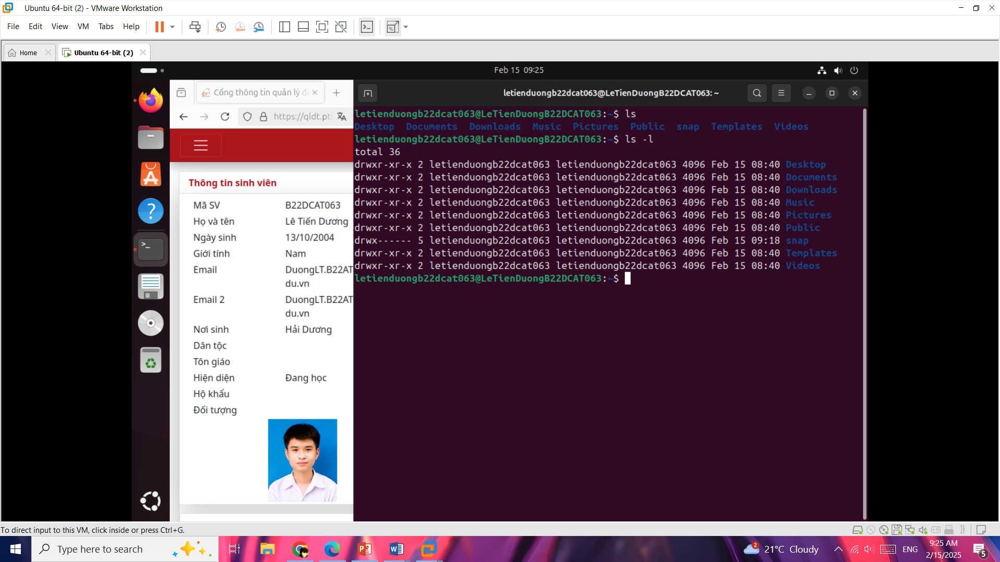 Ubuntu 64-bit (2) - VMware Workstation
File Edit View VM Tabs Help
Home
Ubuntu 64-bit (2)
Feb 15 09:25
Cổng thông tin quản lý đà
letienduongb22dcat063@LeTienDuongB22DCAT063: ~
https://qldt.pti
letienduongb22dcat063@LeTienDuongB22DCAT063:~$ ls
Desktop Documents Downloads Music Pictures Public snap Templates Videos
letienduongb22dcat063@LeTienDuongB22DCAT063:~$ ls -l
total 36
drwxr-xr-x 2 letienduongb22dcat063 letienduongb22dcat063 4096 Feb 15 08:40 Desktop
drwxr-xr-x 2 letienduongb22dcat063 letienduongb22dcat063 4096 Feb 15 08:40 Documents
drwxr-xr-x 2 letienduongb22dcat063 letienduongb22dcat063 4096 Feb 15 08:40 Downloads
drwxr-xr-x 2 letienduongb22dcat063 letienduongb22dcat063 4096 Feb 15 08:40 Music
drwxr-xr-x 2 letienduongb22dcat063 letienduongb22dcat063 4096 Feb 15 08:40 Pictures
drwxr-xr-x 2 letienduongb22dcat063 letienduongb22dcat063 4096 Feb 15 08:40 Public
drwx------ 5 letienduongb22dcat063 letienduongb22dcat063 4096 Feb 15 09:18 snap
drwxr-xr-x 2 letienduongb22dcat063 letienduongb22dcat063 4096 Feb 15 08:40 Templates
drwxr-xr-x 2 letienduongb22dcat063 letienduongb22dcat063 4096 Feb 15 08:40 Videos
letienduongb22dcat063@LeTienDuongB22DCAT063:~$
Thông tin sinh viên
Mã SV B22DCAT063
Họ và tên Lê Tiến Dương
Ngày sinh 13/10/2004
Giới tính Nam
Email DuongLT.B22AT
du.vn
Email 2 DuongLT.B22AT
du.vn
Nơi sinh Hải Dương
Dân tộc
Tôn giáo
Hiện diện Đang học
Hộ khẩu
Đối tượng
To direct input to this VM, click inside or press Ctrl+G.
Type here to search
2
21°C Cloudy
ENG
9:25 AM
2/15/2025
5